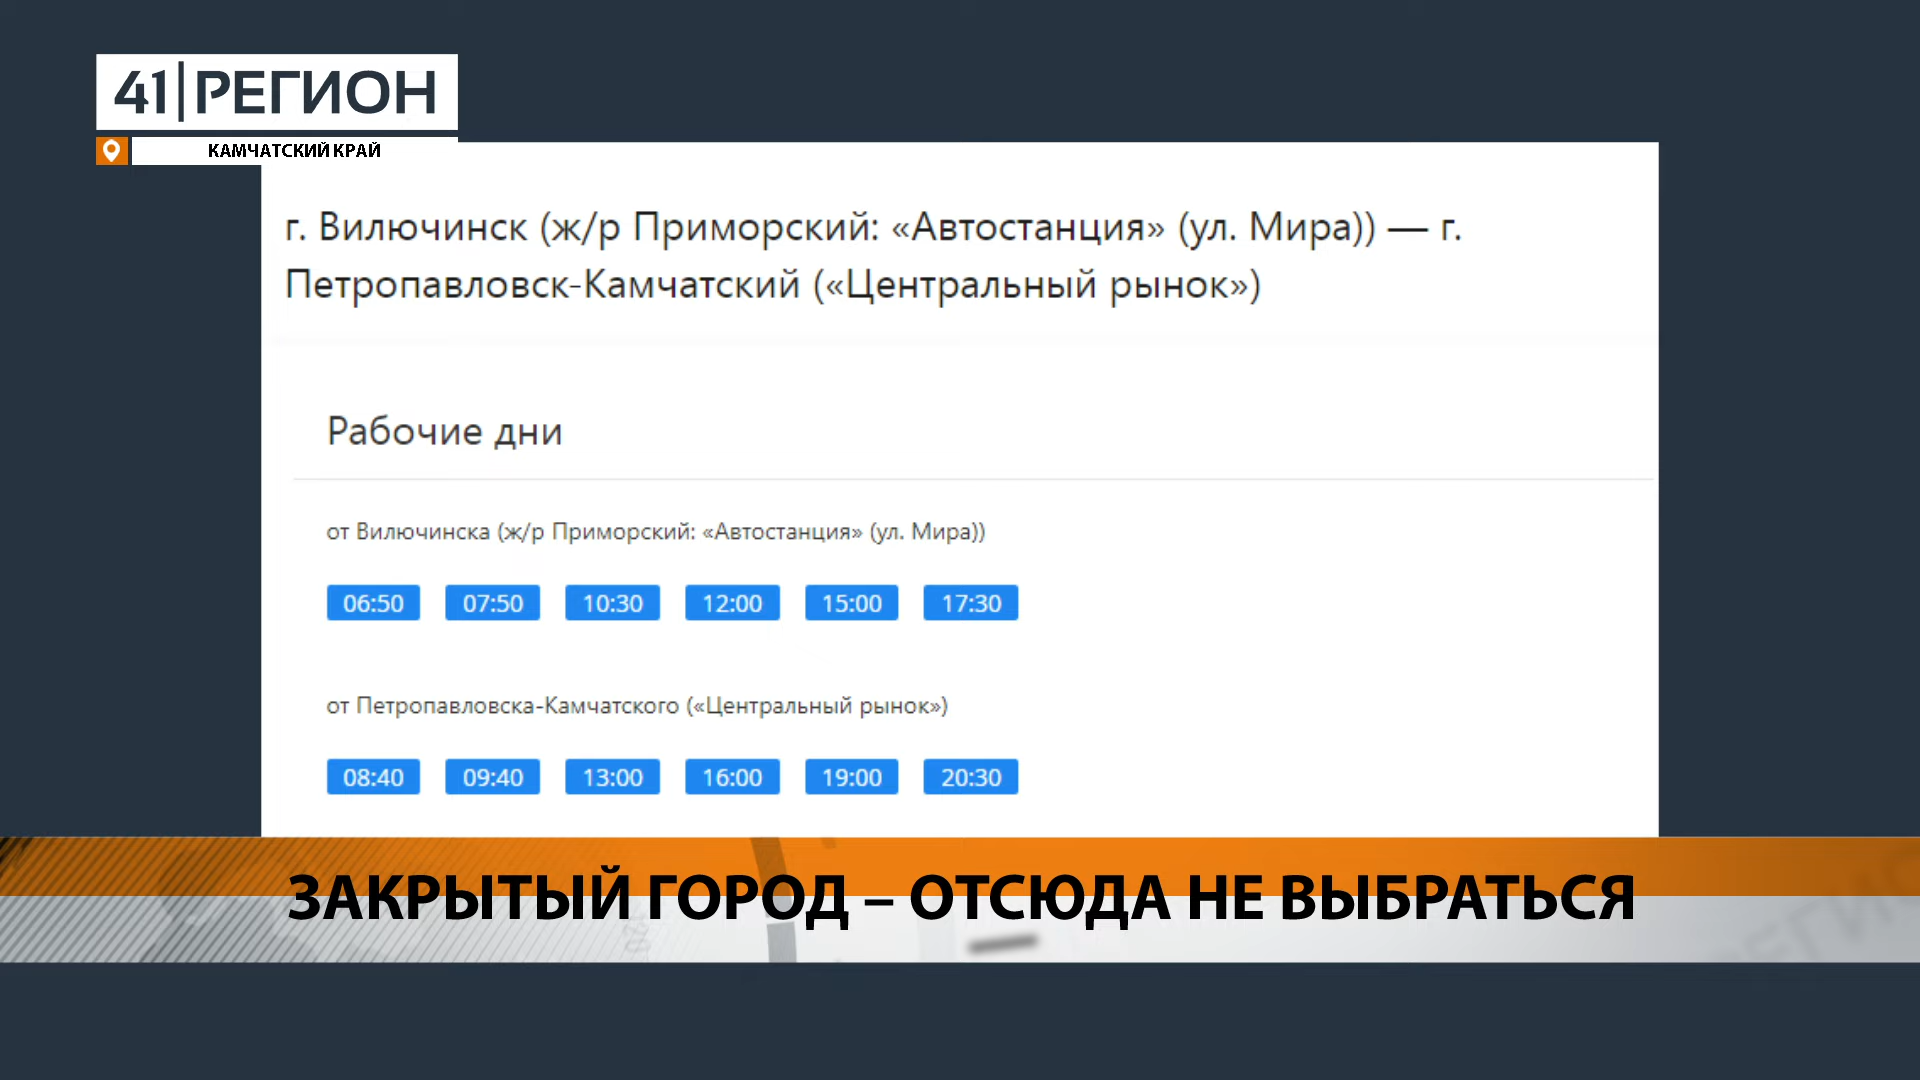 41|РЕГИОН
КАМЧАТСКИЙ КРАЙ
г. Вилючинск (ж/р Приморский: «Автостанция» (ул. Мира)) — г.
Петропавловск-Камчатский («Центральный рынок»)
Рабочие дни
от Вилючинска (ж/р Приморский: «Автостанция» (ул. Мира))
06:50 07:50 10:30 12:00 15:00 17:30
от Петропавловска-Камчатского («Центральный рынок»)
08:40 09:40 13:00 16:00 19:00 20:30
ЗАКРЫТЫЙ ГОРОД – ОТСЮДА НЕ ВЫБРАТЬСЯ